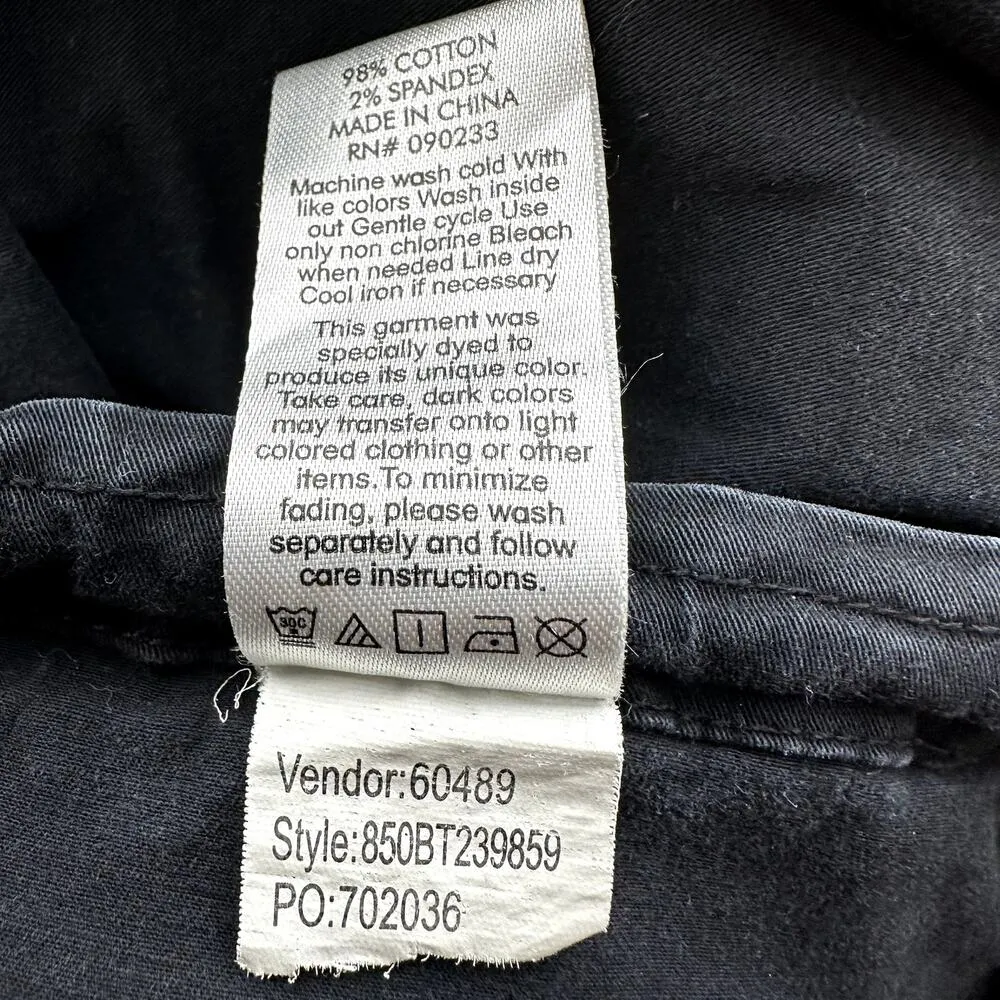 98% COTTON
2% SPANDEX
MADE IN CHINA
RN# 090233
Machine wash cold With
like colors Wash inside
out Gentle cycle Use
only non chlorine Bleach
when needed Line dry
Cool iron if necessary
This garment was
specially dyed to
produce its unique color.
Take care, dark colors
may transfer onto light
colored clothing or other
items.To minimize
fading, please wash
separately and follow
care instructions.
30C
Vendor:60489
Style:850BT239859
PO:702036